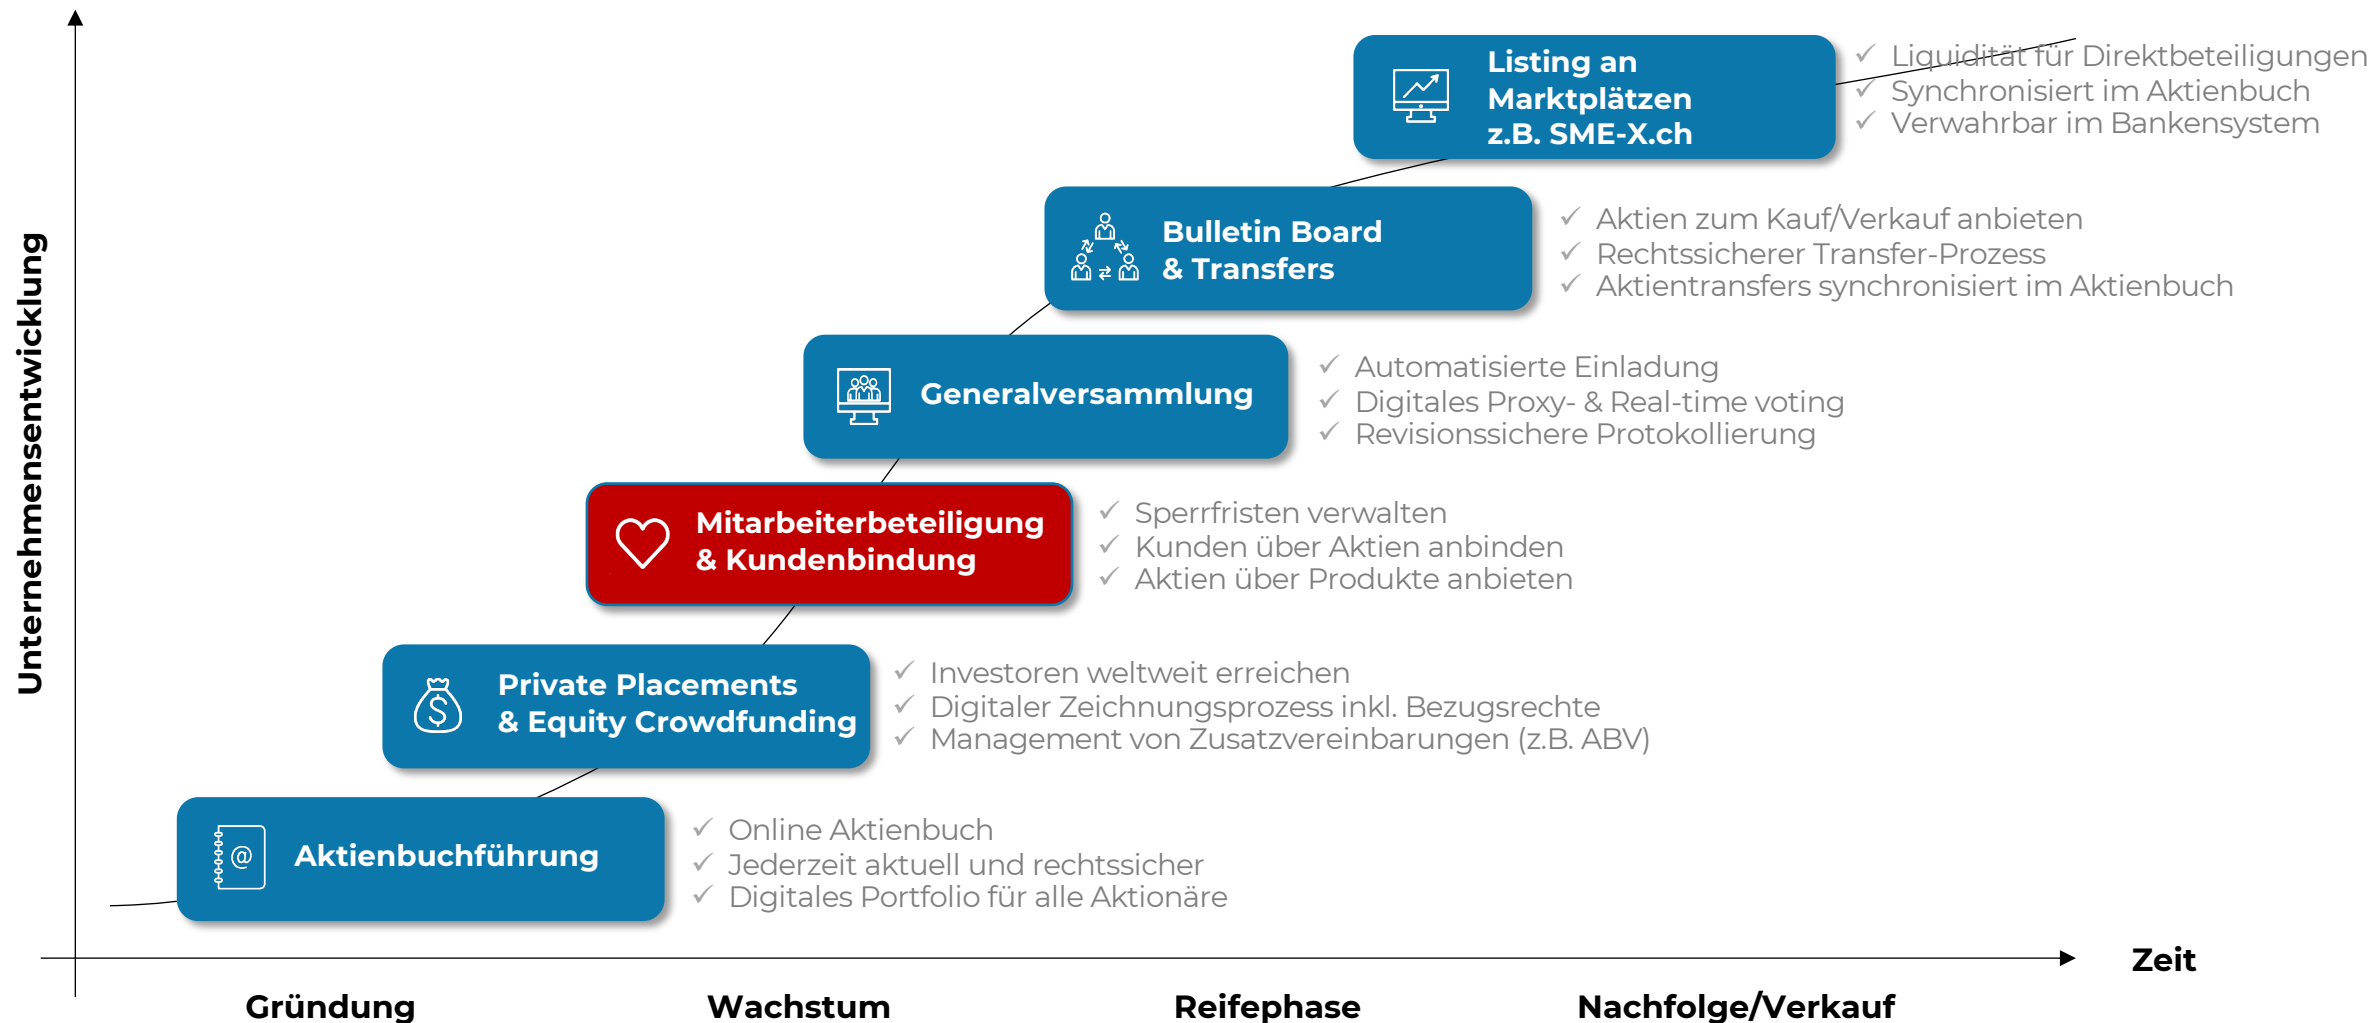 Unternehmensentwicklung
Listing an
Marktplätzen
z.B. SME-X.ch
✓ Liquidität für Direktbeteiligungen
✓ Synchronisiert im Aktienbuch
✓ Verwahrbar im Bankensystem
Bulletin Board
& Transfers
✓ Aktien zum Kauf/Verkauf anbieten
✓ Rechtssicherer Transfer-Prozess
✓ Aktientransfers synchronisiert im Aktienbuch
Generalversammlung
✓ Automatisierte Einladung
✓ Digitales Proxy- & Real-time voting
✓ Revisionssichere Protokollierung
Mitarbeiterbeteiligung
& Kundenbindung
✓ Sperrfristen verwalten
✓ Kunden über Aktien anbinden
✓ Aktien über Produkte anbieten
$
Private Placements
& Equity Crowdfunding
✓ Investoren weltweit erreichen
✓ Digitaler Zeichnungsprozess inkl. Bezugsrechte
✓ Management von Zusatzvereinbarungen (z.B. ABV)
@
Aktienbuchführung
✓ Online Aktienbuch
✓ Jederzeit aktuell und rechtssicher
✓ Digitales Portfolio für alle Aktionäre
Zeit
Gründung
Wachstum
Reifephase
Nachfolge/Verkauf